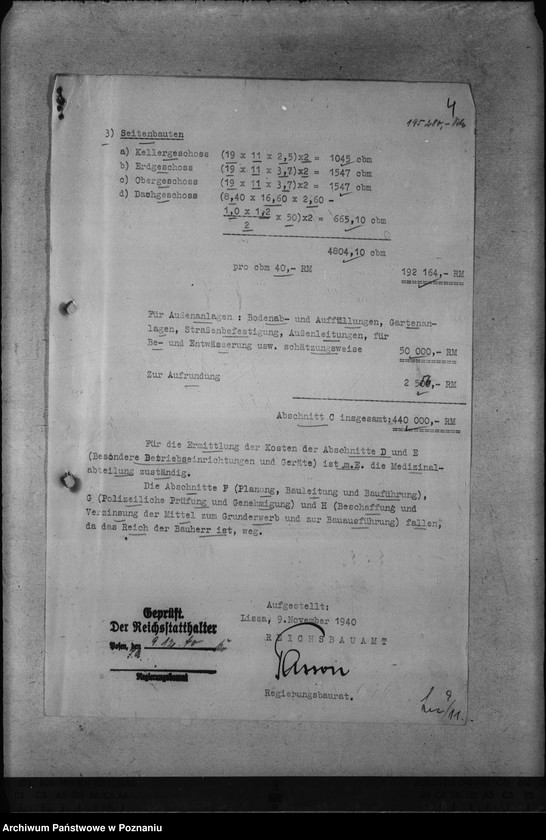 4
195 280,- RM
3) Seitenbauten
a) Kellergeschoss (19 x 11 x 2,5)x2 = 1045 cbm
b) Erdgeschoss (19 x 11 x 3,7)x2 = 1547
c) Obergeschoss (19 x 11 x 3,7)x2 = 1547 cbm
d) Dachgeschoss (8,40 x 16,60 x 2,60 -
1,0 x 1,2
2 x 50)x2 = 665,10 cbm
4804,10 cbm
pro cbm 40,- RM 192 164,- RM
Für Außenanlagen : Bodenab- und Auffüllungen, Gartenan-
lagen, Straßenbefestigung, Außenleitungen, für
Be- und Entwässerung usw. schätzungsweise 50 000,- RM
Zur Aufrundung RM
Abschnitt C insgesamt:440 000,- RM
Für die Ermittlung der Kosten der Abschnitte D und E
(Besondere Betriebseinrichtungen und Geräte) ist m.E. die Medizinal-
abteilung zuständig.
Die Abschnitte F (Planung, Bauleitung und Bauführung),
G (Polizeiliche Prüfung und Genehmigung) und H (Beschaffung und
Verzinsung der Mittel zum Grunderwerb und zur Bauausführung) fallen,
da das Reich der Bauherr ist, weg.
Aufgestellt:
Lissa, 9.November 1940
REICHSBAUAMT
Regierungsbaurat.
Geprüft.
Der Reichsstatthalter
Posen, den
9/11.
Archiwum Państwowe w Poznaniu